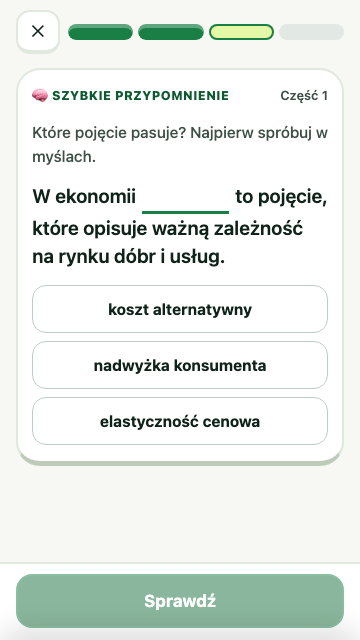 SZYBKIE PRZYPOMNIENIE Część 1
Które pojęcie pasuje? Najpierw spróbuj w
myślach.
W ekonomii ________ to pojęcie,
które opisuje ważną zależność
na rynku dóbr i usług.
koszt alternatywny
nadwyżka konsumenta
elastyczność cenowa
Sprawdź